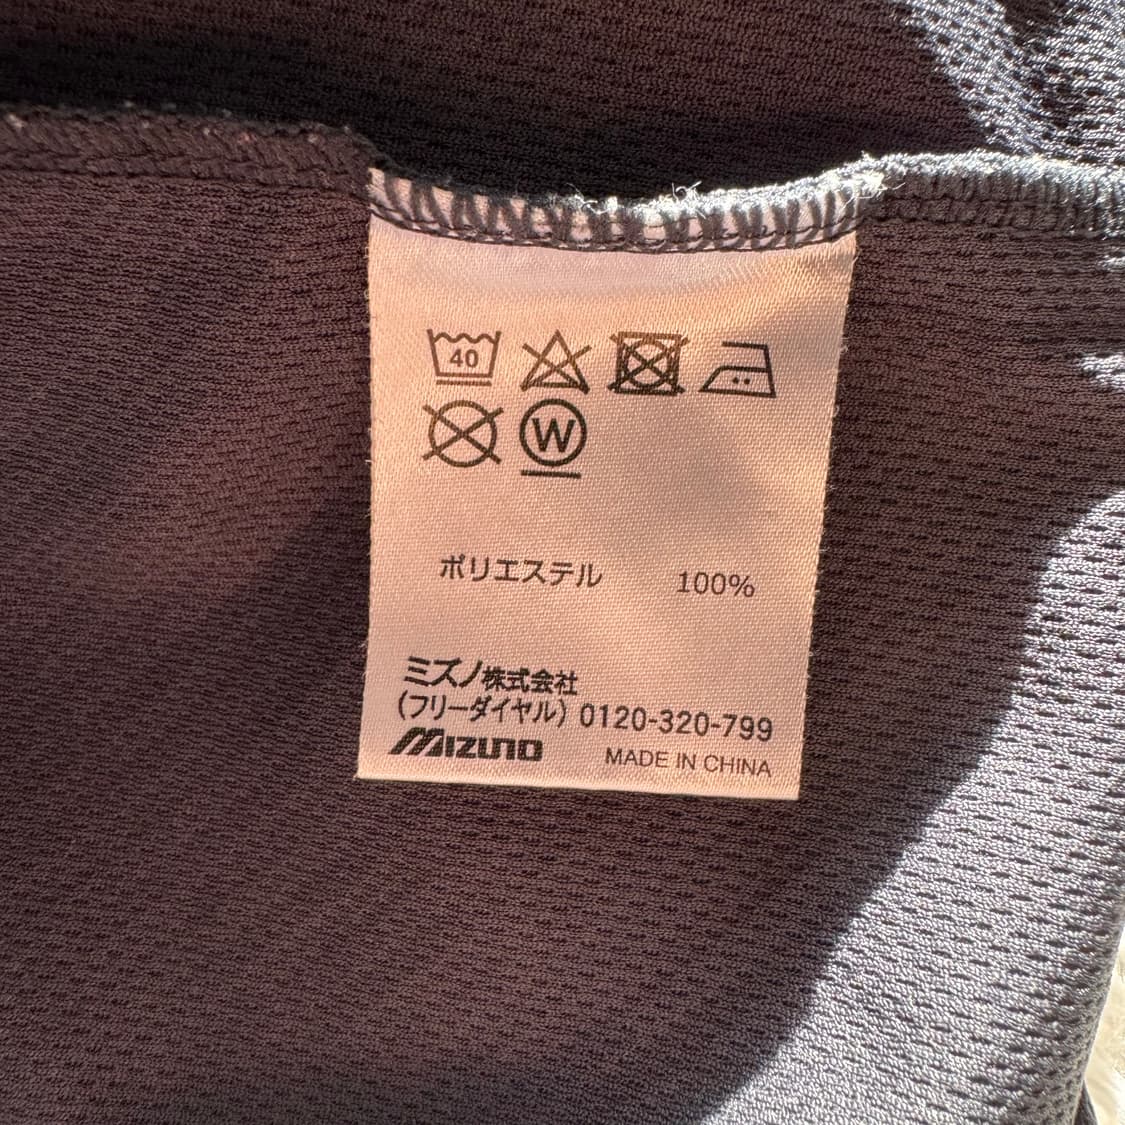 40
W
ポリエステル 100%
ミズノ株式会社
(フリーダイヤル) 0120-320-799
MIZUNO MADE IN CHINA